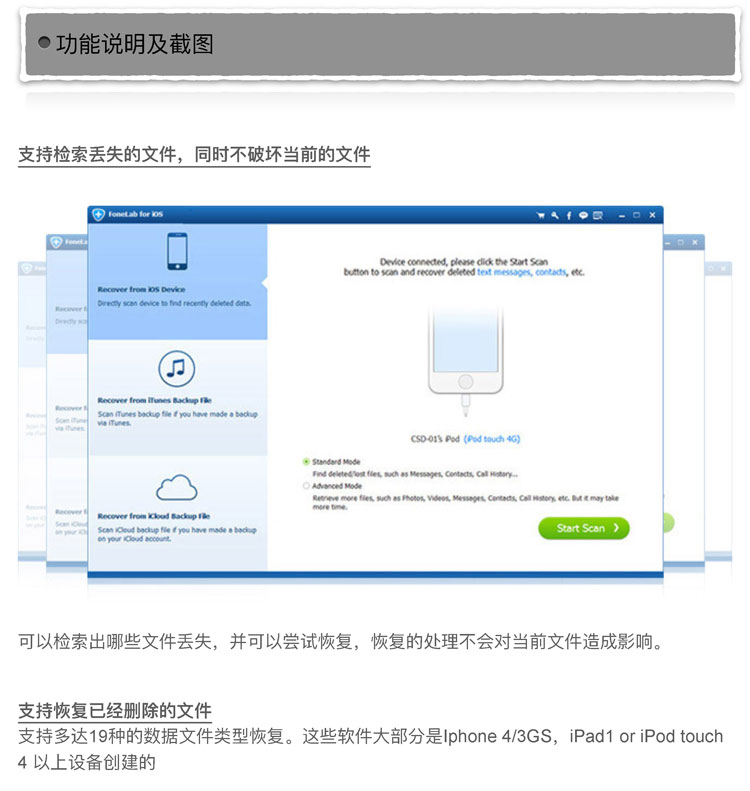 功能说明及截图
支持检索丢失的文件，同时不破坏当前的文件
FoneLab for iOS
Recover from iOS Device
Directly scan device to find recently deleted data.
Recover from iTunes Backup File
Scan iTunes backup file if you have made a backup
via iTunes.
Recover from iCloud Backup File
Scan iCloud backup file if you have made a backup
on your iCloud account.
Device connected, please click the Start Scan
button to scan and recover deleted text messages, contacts, etc.
CSD-01's iPod (iPod touch 4G)
Standard Mode
Find deleted/lost files, such as Messages, Contacts, Call History...
Advanced Mode
Retrieve more files, such as Photos, Videos, Messages, Contacts, Call History, etc. But it may take
more time.
Start Scan
可以检索出哪些文件丢失，并可以尝试恢复，恢复的处理不会对当前文件造成影响。
支持恢复已经删除的文件
支持多达19种的数据文件类型恢复。这些软件大部分是Iphone 4/3GS，iPad1 or iPod touch
4 以上设备创建的